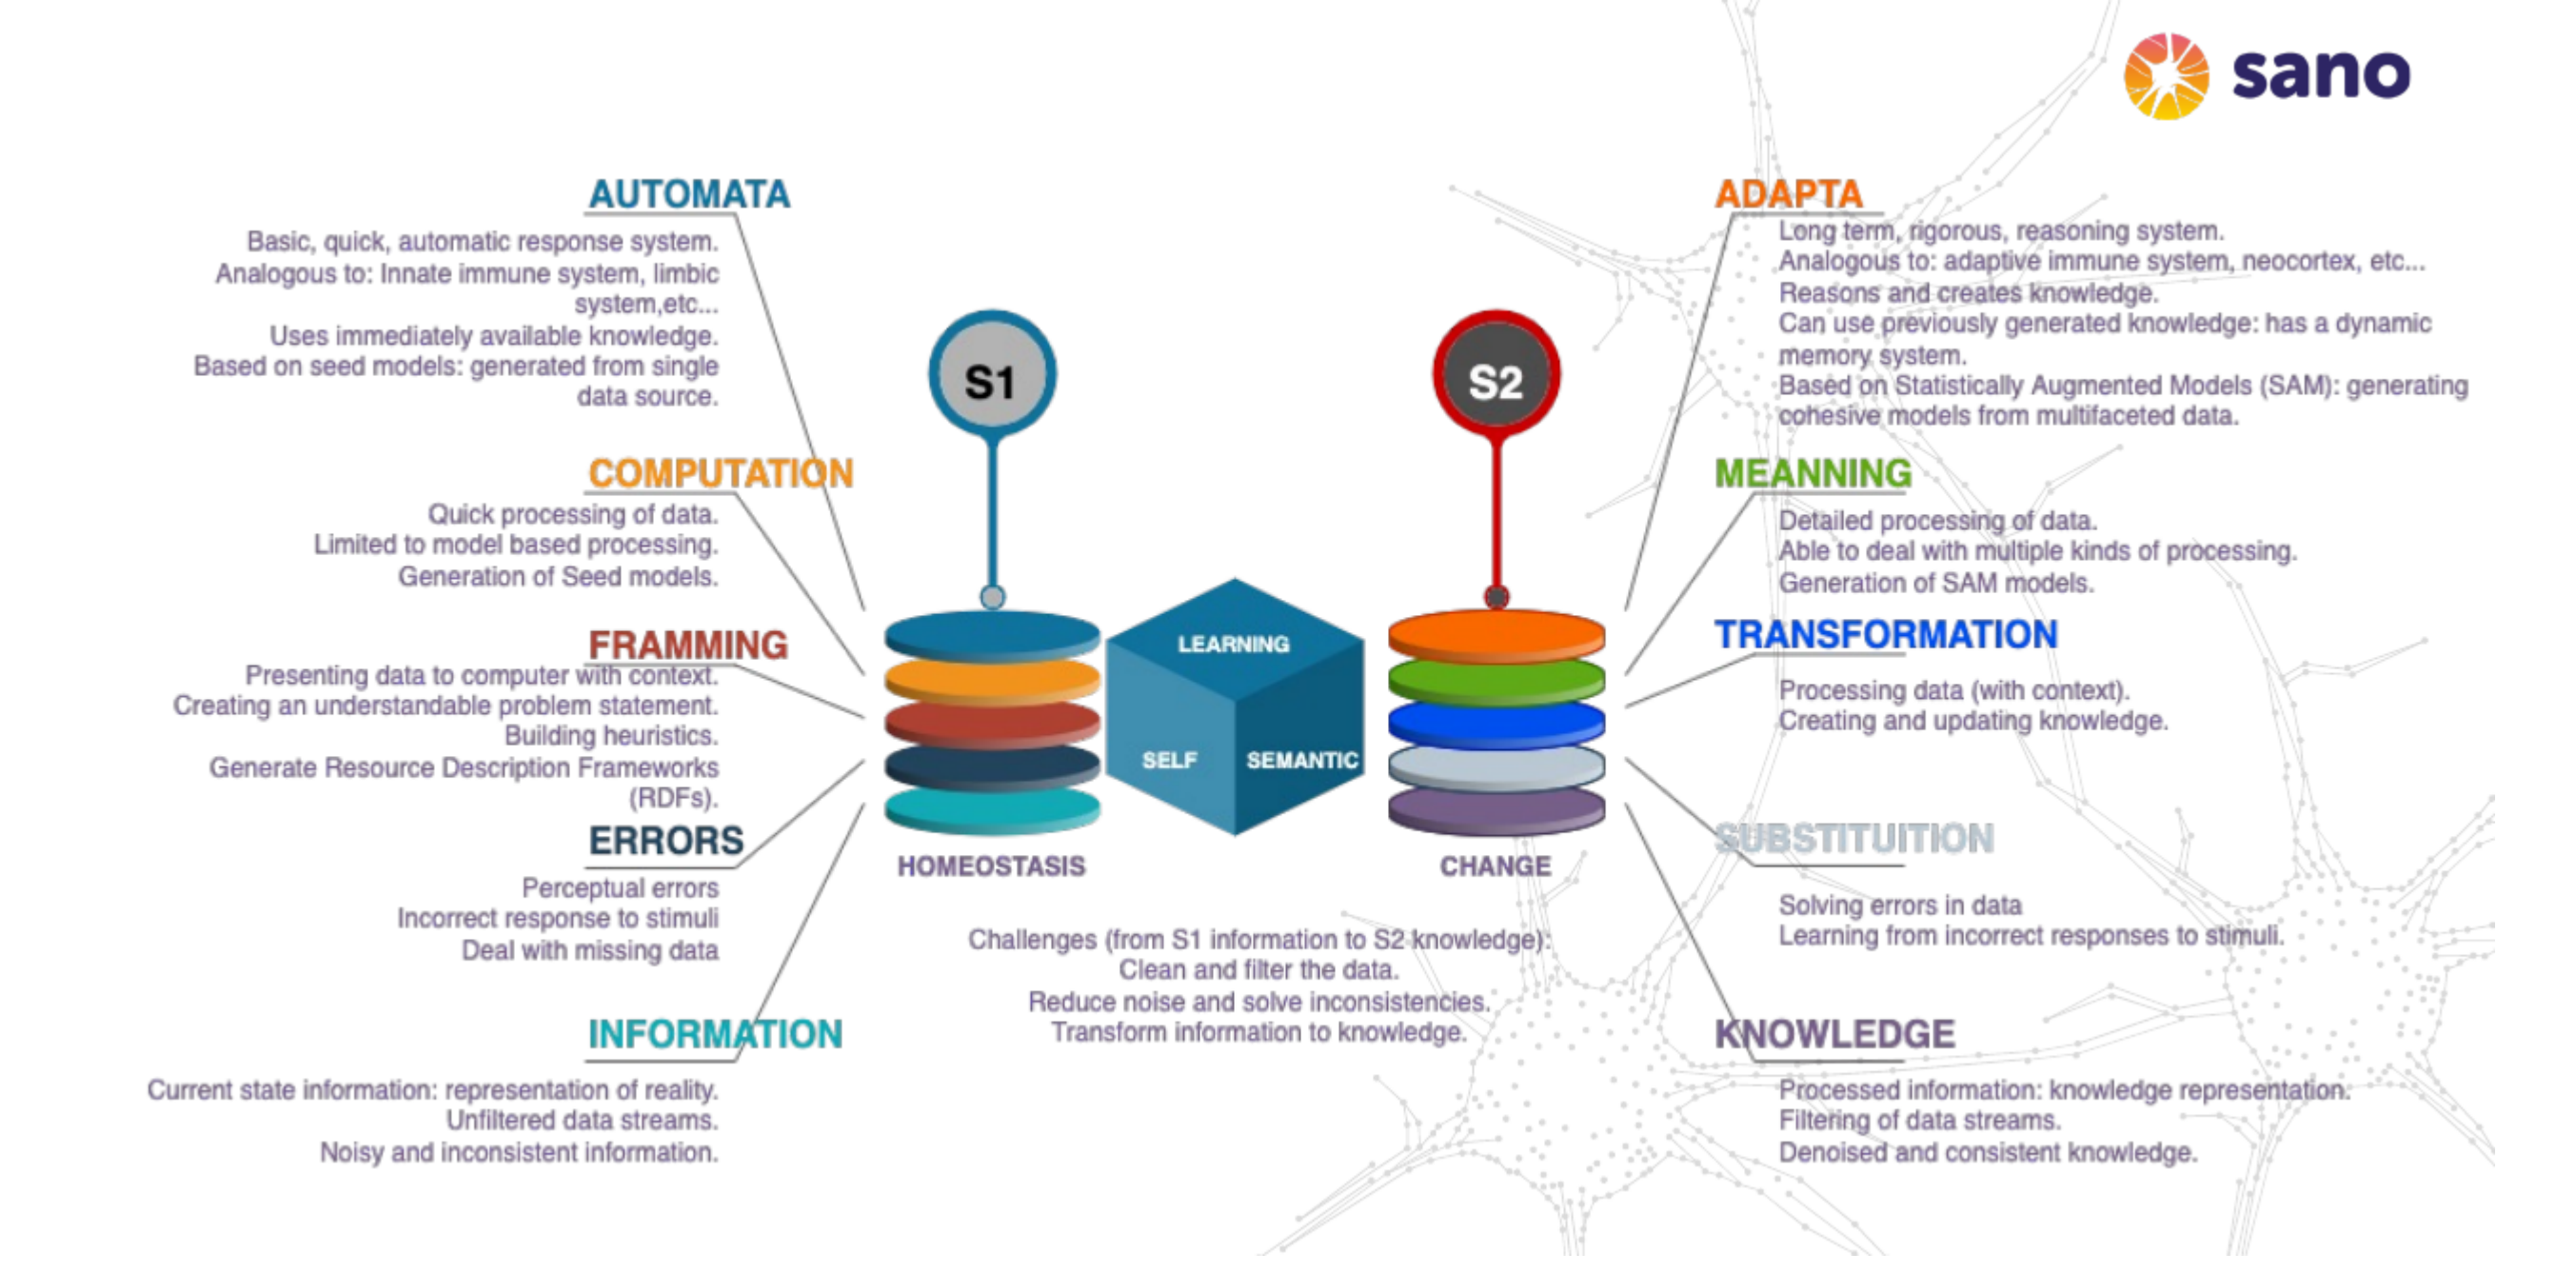 sano
AUTOMATA
Basic, quick, automatic response system.
Analogous to: Innate immune system, limbic
system,etc...
Uses immediately available knowledge.
Based on seed models: generated from single
data source.
COMPUTATION
Quick processing of data.
Limited to model based processing.
Generation of Seed models.
FRAMMING
Presenting data to computer with context.
Creating an understandable problem statement.
Building heuristics.
Generate Resource Description Frameworks
(RDFs).
ERRORS
Perceptual errors
Incorrect response to stimuli
Deal with missing data
INFORMATION
Current state information: representation of reality.
Unfiltered data streams.
Noisy and inconsistent information.
S1
HOMEOSTASIS
LEARNING
SELF
SEMANTIC
S2
CHANGE
Challenges (from S1 information to S2 knowledge):
Clean and filter the data.
Reduce noise and solve inconsistencies.
Transform information to knowledge.
ADAPTA
Long term, rigorous, reasoning system.
Analogous to: adaptive immune system, neocortex, etc...
Reasons and creates knowledge.
Can use previously generated knowledge: has a dynamic
memory system.
Based on Statistically Augmented Models (SAM): generating
cohesive models from multifaceted data.
MEANNING
Detailed processing of data.
Able to deal with multiple kinds of processing.
Generation of SAM models.
TRANSFORMATION
Processing data (with context).
Creating and updating knowledge.
SUBSTITUITION
Solving errors in data
Learning from incorrect responses to stimuli.
KNOWLEDGE
Processed information: knowledge representation.
Filtering of data streams.
Denoised and consistent knowledge.